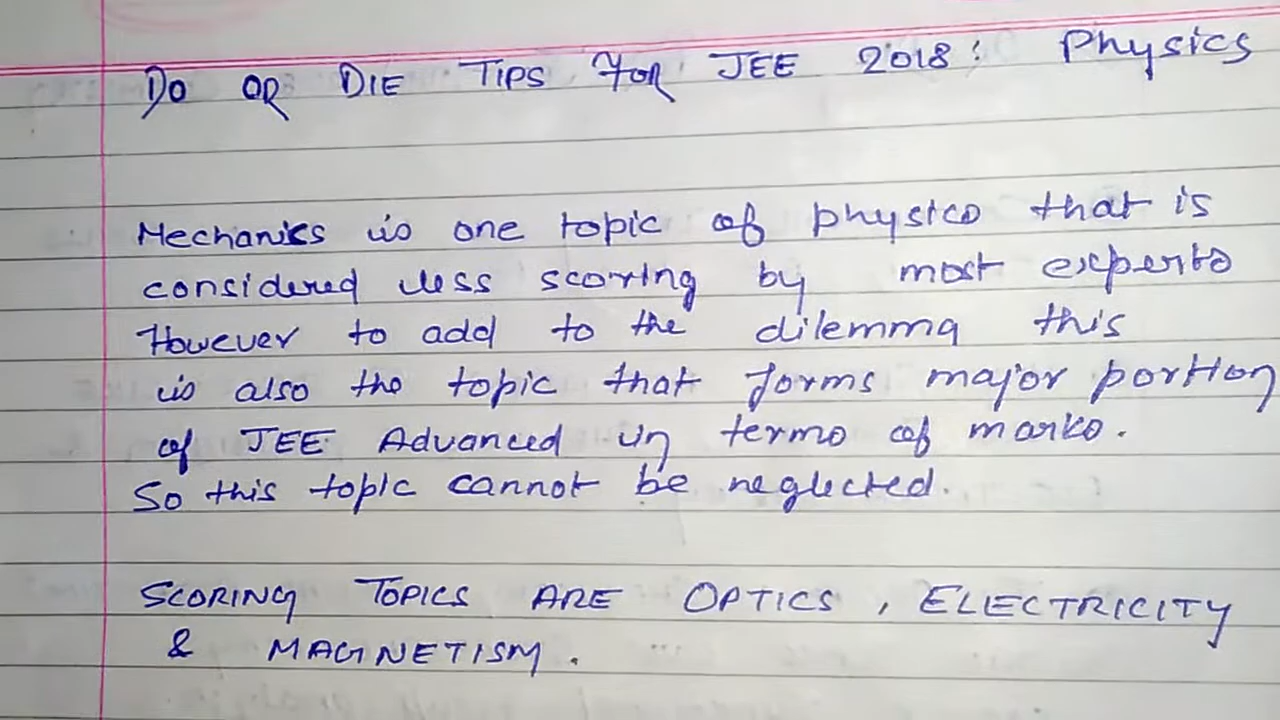 DO OR DIE TIPS FOR JEE 2018: Physics
Mechanics is one topic of physics that is
considered less scoring by most experts
However to add to the dilemma this
is also the topic that forms major portion
of JEE Advanced in terms of marks.
So this topic cannot be neglected.
SCORING TOPICS ARE OPTICS, ELECTRICITY
& MAGNETISM.